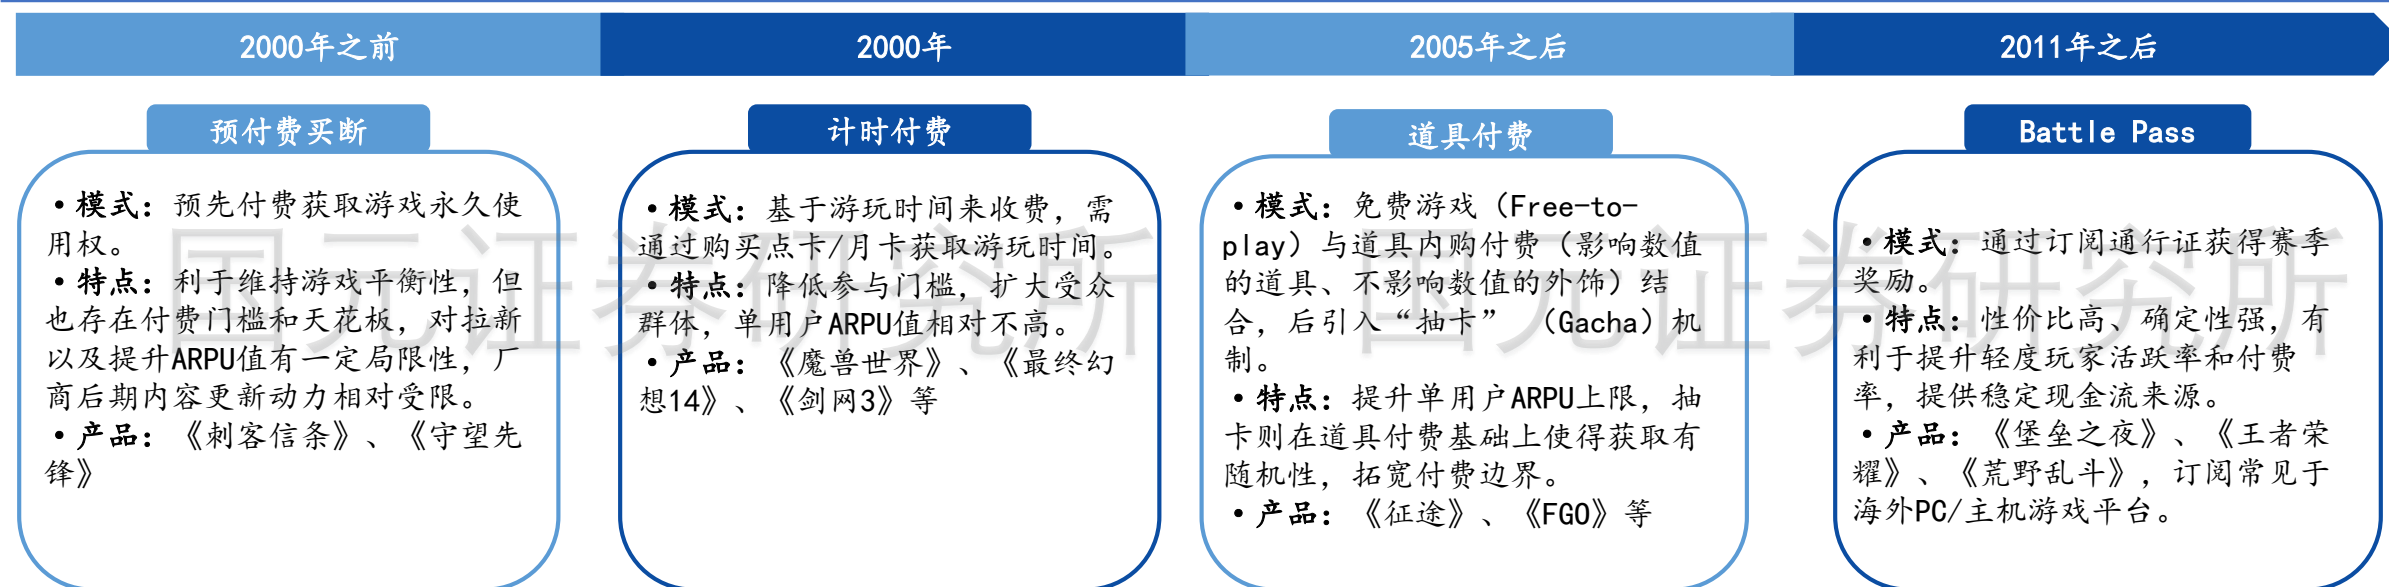 2000年之前
2000年
2005年之后
2011年之后
预付费买断
•模式：预先付费获取游戏永久使
用权。
•特点：利于维持游戏平衡性，但
也存在付费门槛和天花板，对拉新
以及提升ARPU值有一定局限性，厂
商后期内容更新动力相对受限。
•产品：《刺客信条》、《守望先
锋》
计时付费
•模式：基于游玩时间来收费，需
通过购买点卡/月卡获取游玩时间。
•特点：降低参与门槛，扩大受众
群体，单用户ARPU值相对不高。
•产品：《魔兽世界》、《最终幻
想14》、《剑网3》等
道具付费
•模式：免费游戏（Free-to-
play）与道具内购付费（影响数值
的道具、不影响数值的外饰）结
合，后引入“抽卡” （Gacha）机
制。
•特点：提升单用户ARPU上限，抽
卡则在道具付费基础上使得获取有
随机性，拓宽付费边界。
•产品：《征途》、《FGO》等
Battle Pass
•模式：通过订阅通行证获得赛季
奖励。
•特点：性价比高、确定性强，有
利于提升轻度玩家活跃率和付费
率，提供稳定现金流来源。
•产品：《堡垒之夜》、《王者荣
耀》、《荒野乱斗》，订阅常见于
海外PC/主机游戏平台。
国元证券研究所
国元证券研究所